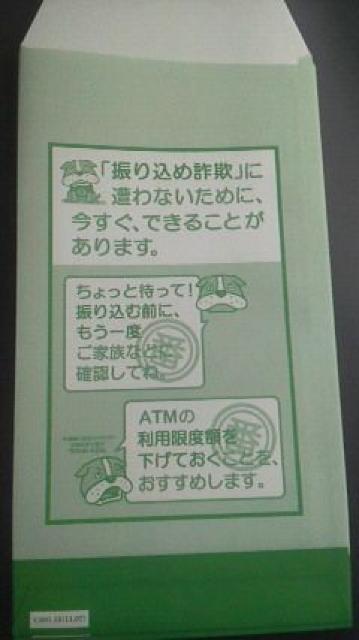 「振り込め詐欺」に
遭わないために、
今すぐ、できることが
あります。
ちょっと待って!
振り込む前に、
もう一度
ご家族などに
確認してね。
番
ATMの
利用限度額を
下げておくことを、
おすすめします。
番